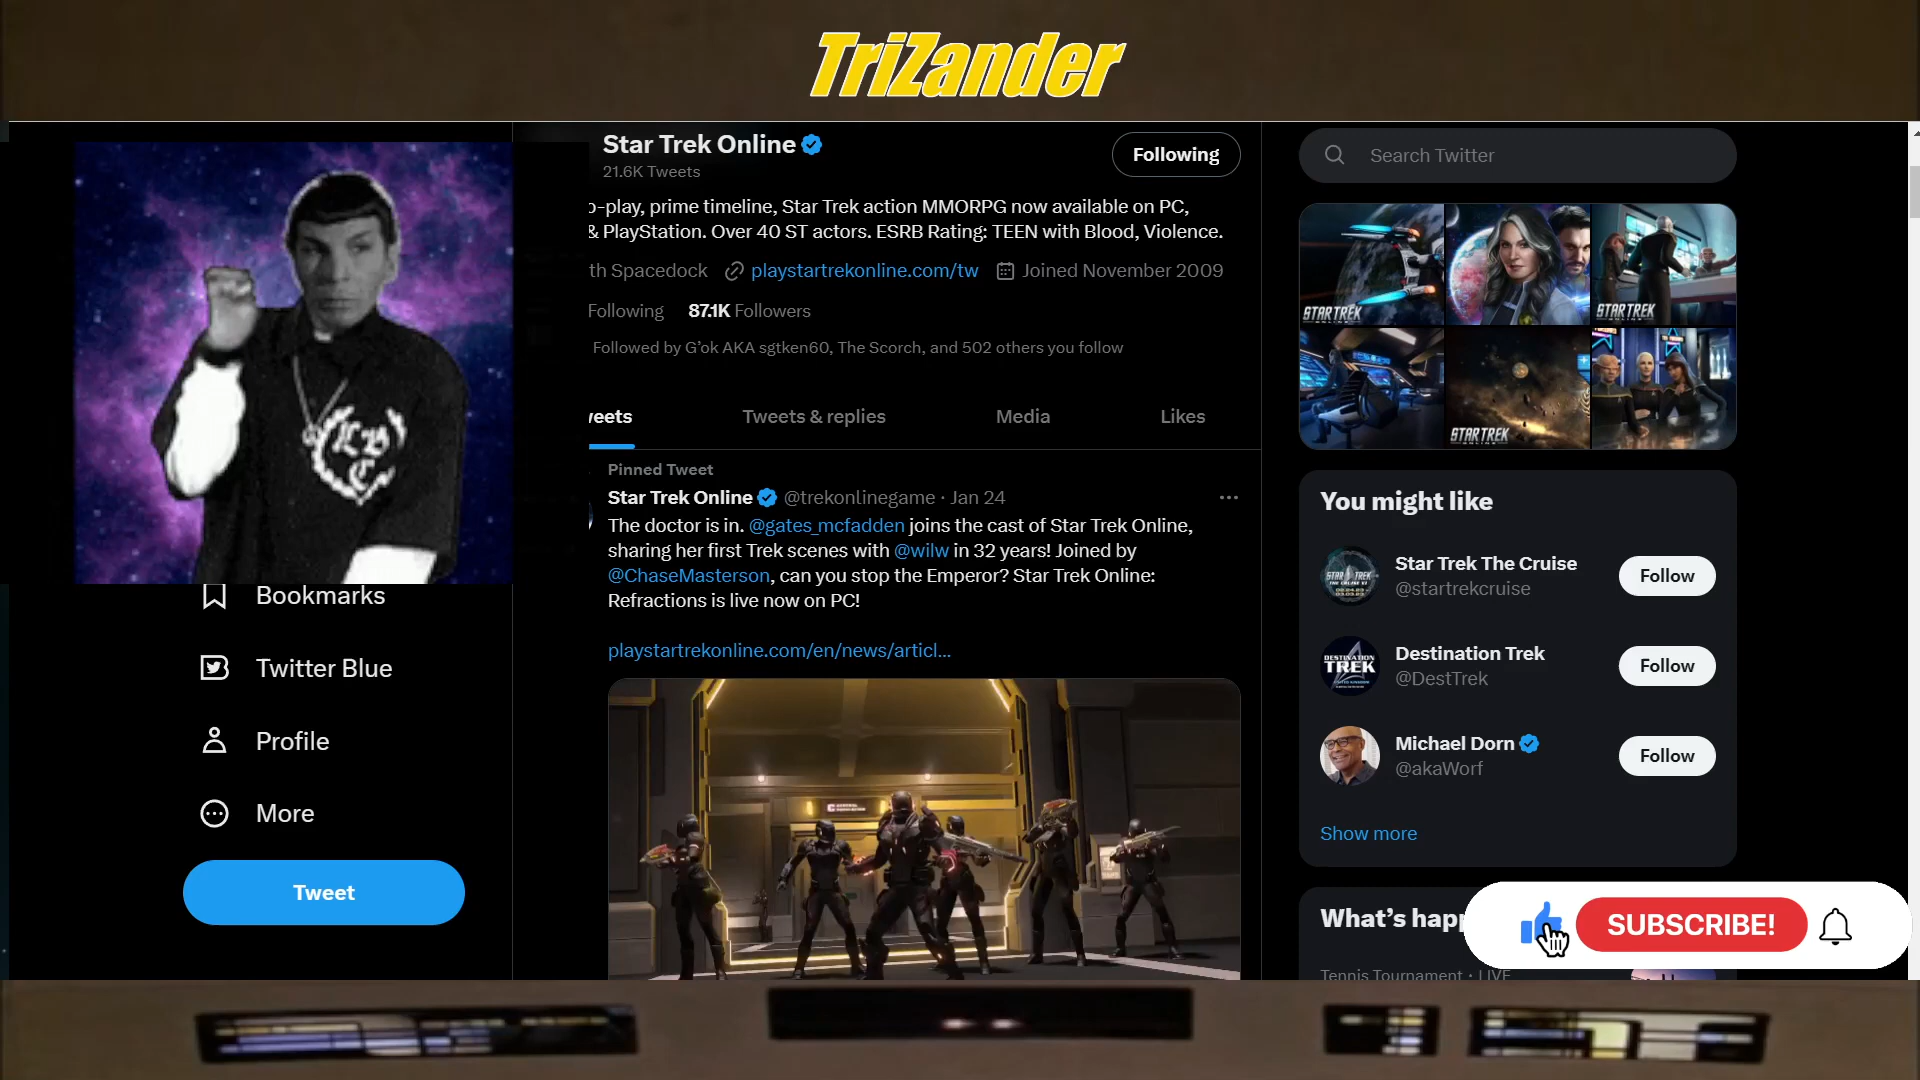 TriZander
Star Trek Online
21.6K Tweets
Following
o-play, prime timeline, Star Trek action MMORPG now available on PC,
& PlayStation. Over 40 ST actors. ESRB Rating: TEEN with Blood, Violence.
th Spacedock playstartrekonline.com/tw Joined November 2009
Following 87.1K Followers
Followed by G'ok AKA sgtken60, The Scorch, and 502 others you follow
weets Tweets & replies Media Likes
Pinned Tweet
Star Trek Online @trekonlinegame · Jan 24
The doctor is in. @gates_mcfadden joins the cast of Star Trek Online,
sharing her first Trek scenes with @wilw in 32 years! Joined by
@ChaseMasterson, can you stop the Emperor? Star Trek Online:
Refractions is live now on PC!
playstartrekonline.com/en/news/articl...
Bookmarks
Twitter Blue
Profile
More
Tweet
Search Twitter
STAR TREK
STAR TREK
STAR TREK
You might like
Star Trek The Cruise
@startrekcruise
Follow
STAR TREK
DESTINATION
TREK
Destination Trek
@DestTrek
Follow
Michael Dorn
@akaWorf
Follow
Show more
What's hap
Tennis Tournament · LIVE
SUBSCRIBE!